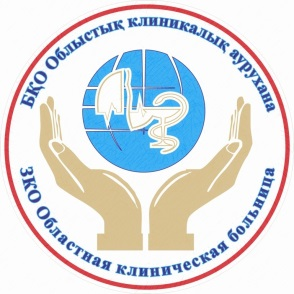 БҚО Облыстық клиникалық аурухана
ЗКО Областная клиническая больница